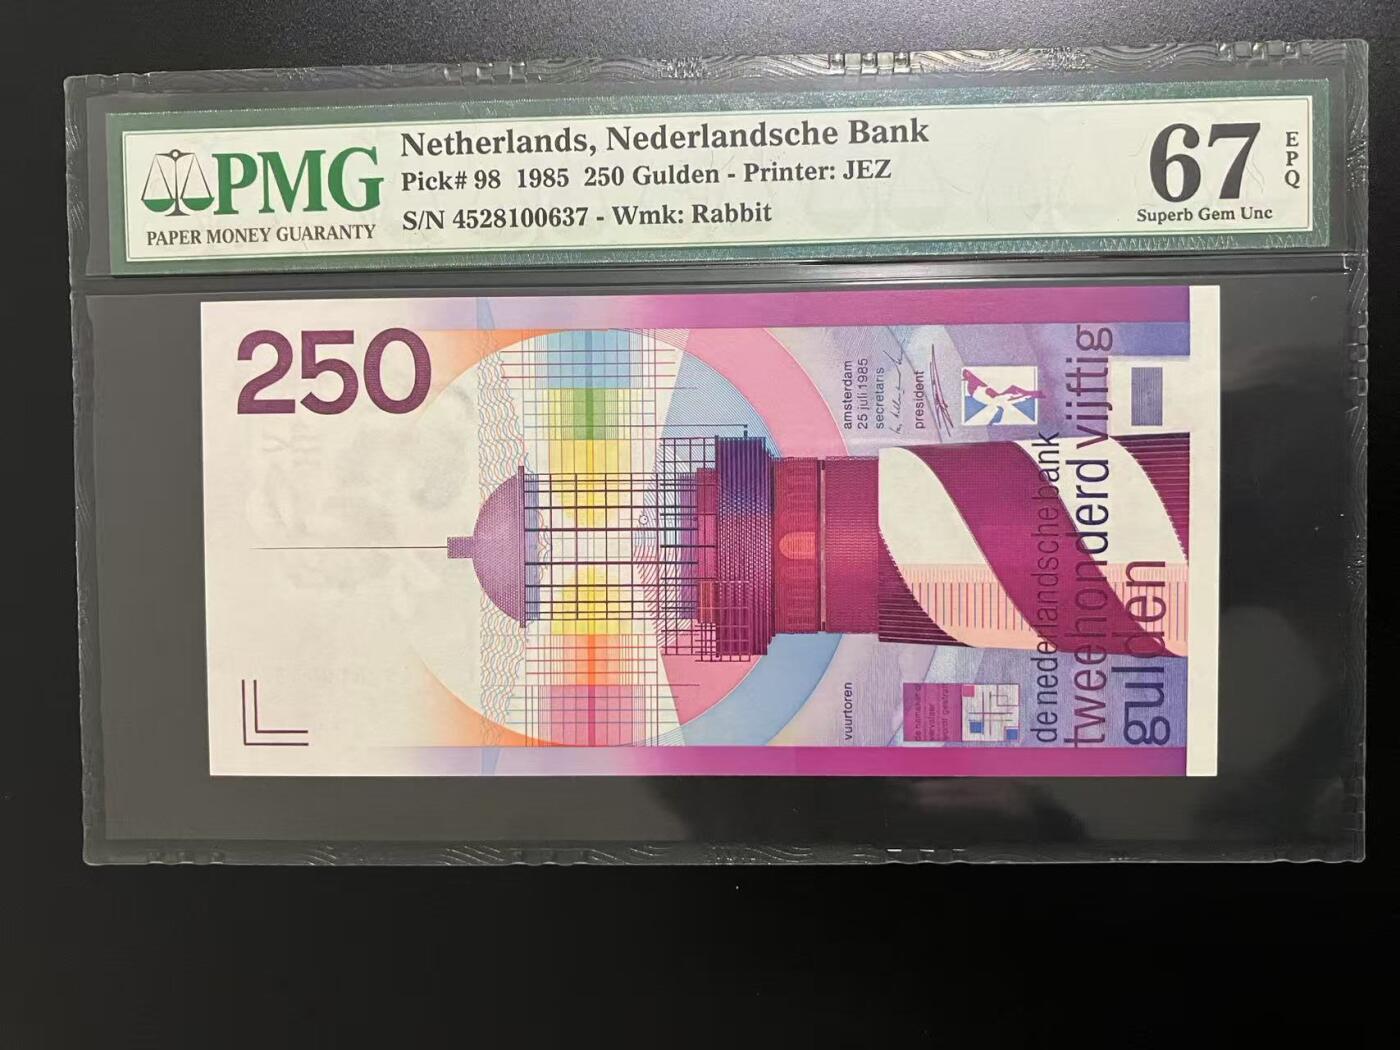 PMG
PAPER MONEY GUARANTY
Netherlands, Nederlandsche Bank
Pick# 98 1985 250 Gulden - Printer: JEZ
S/N 4528100637 - Wmk: Rabbit
67
EPQ
Superb Gem Unc
250
amsterdam
25 juli 1985
secretaris
president
vuurtoren
de nederlandsche bank
tweehonderd vijftig
gulden